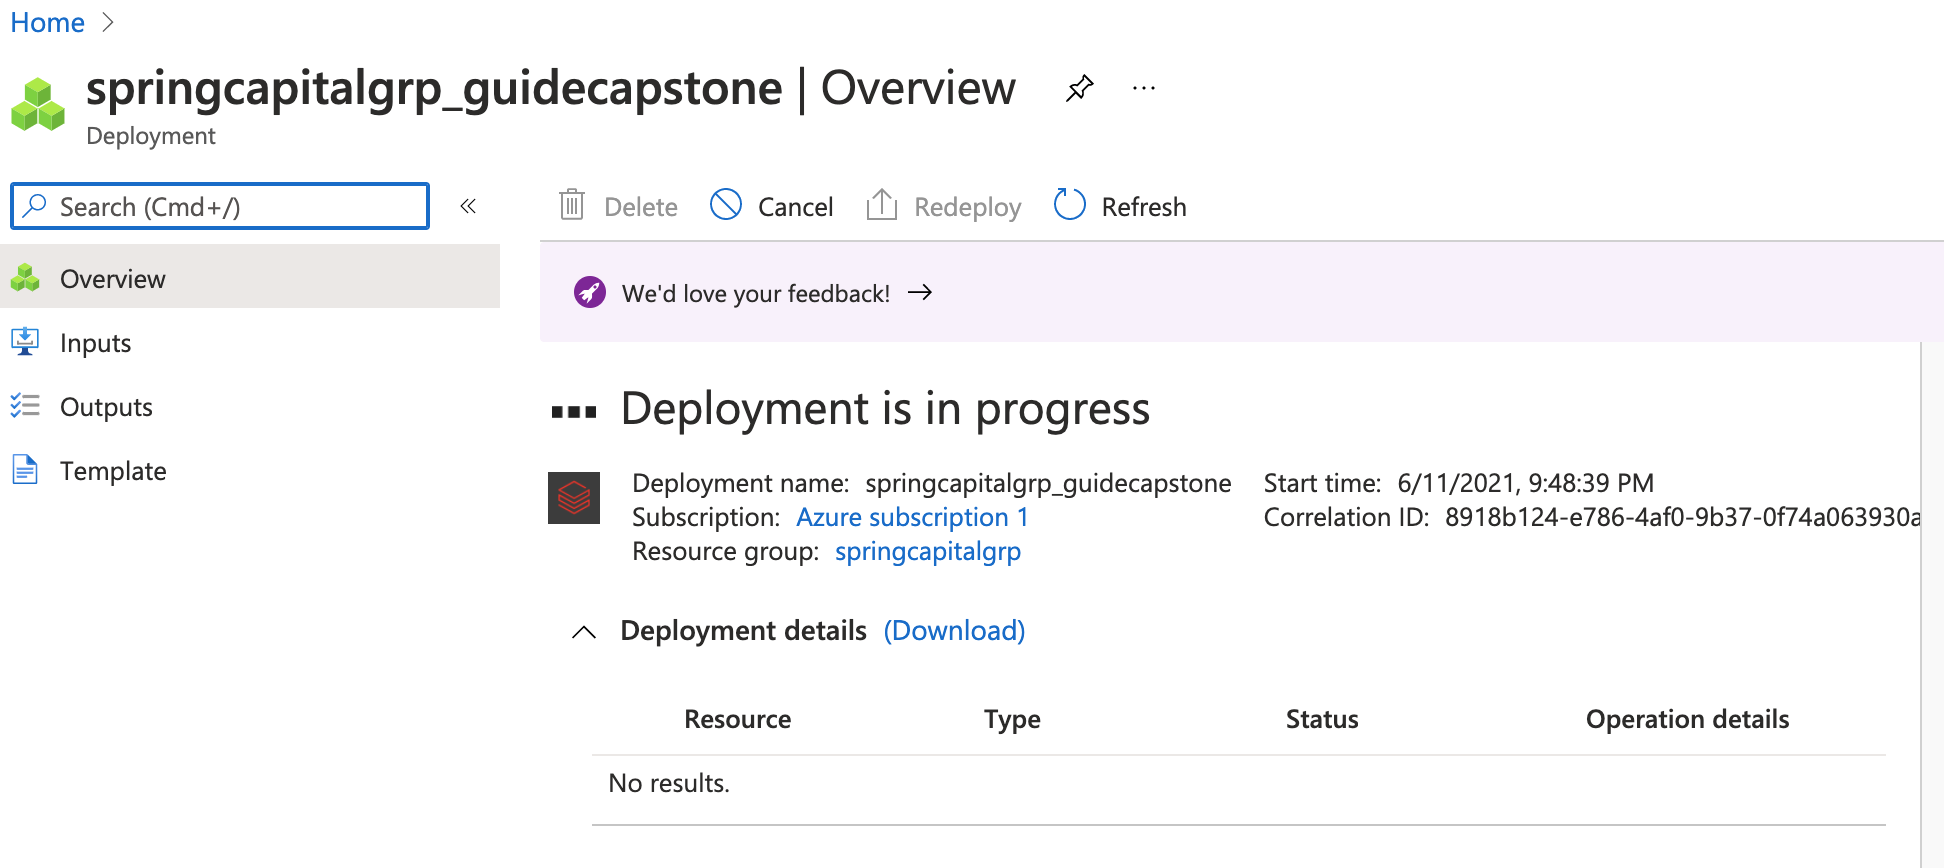 Home
springcapitalgrp_guidecapstone | Overview
Deployment
Search (Cmd+/)
Overview
Inputs
Outputs
Template
Delete Cancel Redeploy Refresh
We'd love your feedback!
Deployment is in progress
Deployment name: springcapitalgrp_guidecapstone Start time: 6/11/2021, 9:48:39 PM
Subscription: Azure subscription 1 Correlation ID: 8918b124-e786-4af0-9b37-0f74a063930a
Resource group: springcapitalgrp
Deployment details (Download)
Resource Type Status Operation details
No results.